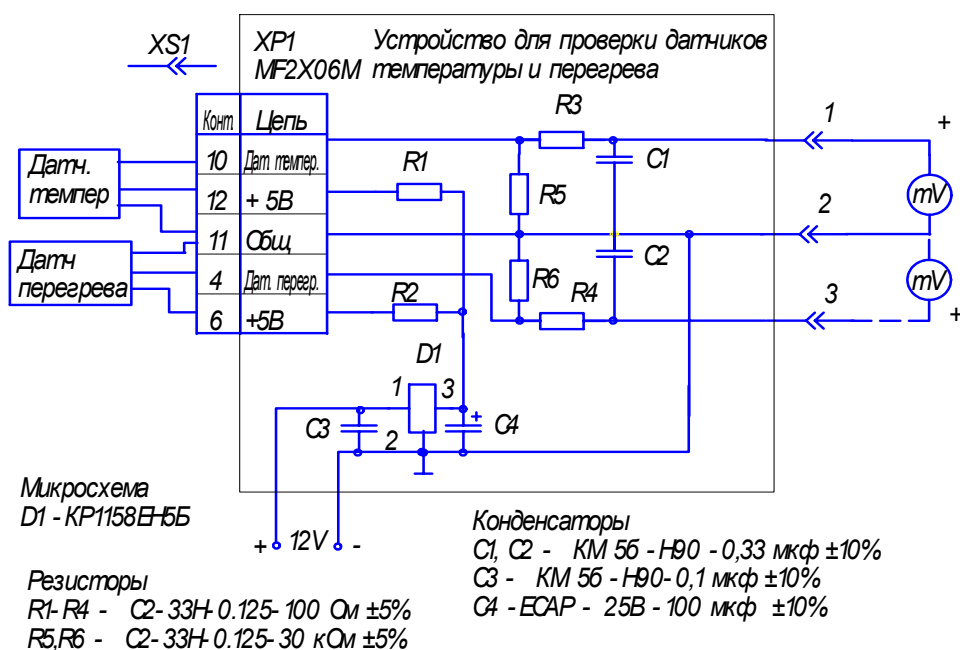 XS1
XP1 Устройство для проверки датчиков
MF2X06M температуры и перегрева
Конт Цепь
10 Дат. темпер.
12 + 5В
11 Общ
4 Дат. перегр.
6 +5В
Датч.
темпер
Датч
перегрева
R1
R2
R3
R5
R6
R4
C1
C2
1
+
mV
2
mV
3
+
D1
1 3
2
C3
+
C4
+ 12V -
Микросхема
D1 - КР1158ЕН5Б
Резисторы
R1- R4 - С2- 33Н- 0.125- 100 Ом ±5%
R5,R6 - С2- 33Н- 0.125- 30 кОм ±5%
Конденсаторы
С1, С2 - КМ 5б - Н90 - 0,33 мкф ±10%
С3 - КМ 5б - Н90- 0,1 мкф ±10%
С4 - ECAP - 25В - 100 мкф ±10%